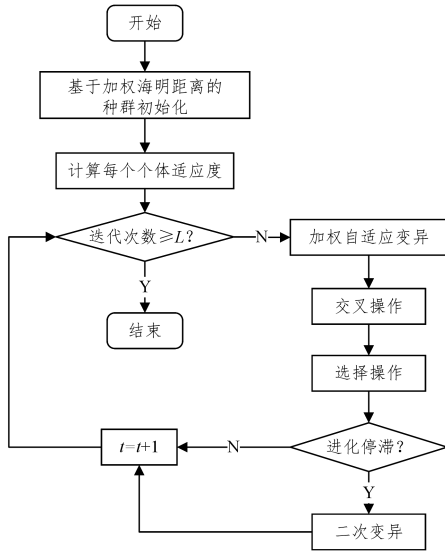 开始
基于加权海明距离的
种群初始化
计算每个个体适应度
迭代次数≥L?
N
加权自适应变异
Y
交叉操作
结束
选择操作
进化停滞?
N
t=t+1
Y
二次变异